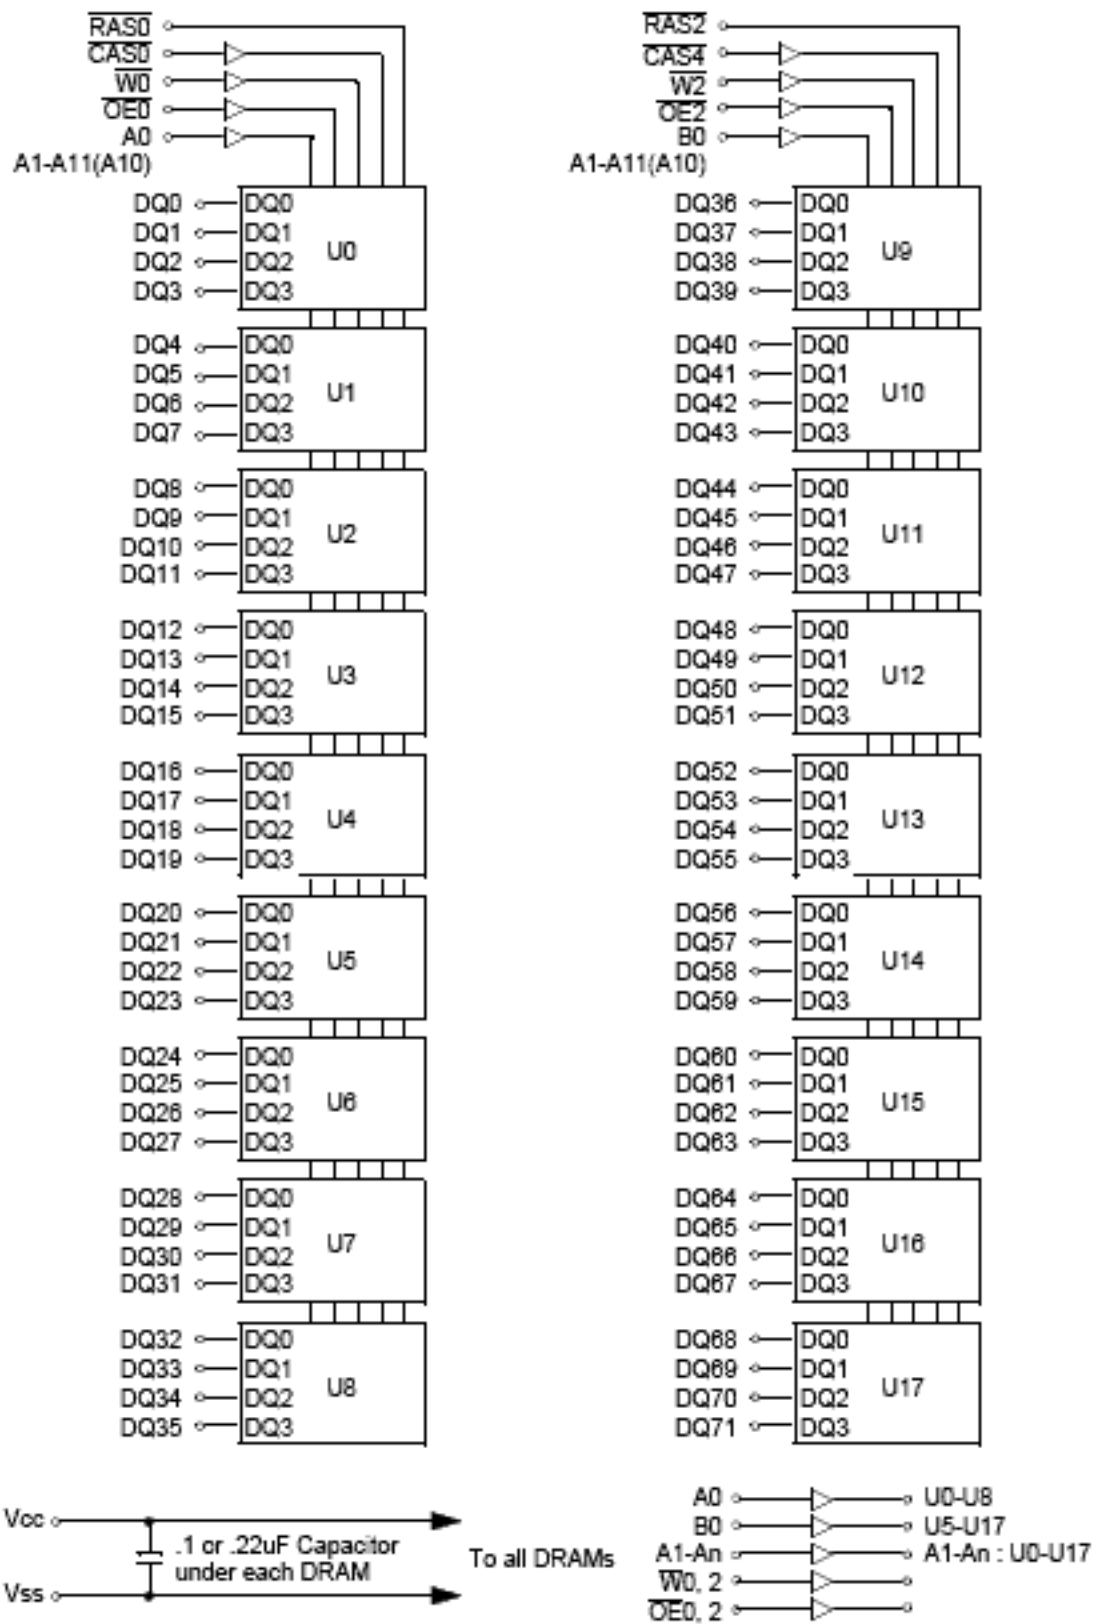 RAS0
CAS0
W0
OE0
A0
A1-A11(A10)
DQ0 DQ0
DQ1 DQ1
DQ2 DQ2
DQ3 DQ3
U0
DQ4 DQ0
DQ5 DQ1
DQ6 DQ2
DQ7 DQ3
U1
DQ8 DQ0
DQ9 DQ1
DQ10 DQ2
DQ11 DQ3
U2
DQ12 DQ0
DQ13 DQ1
DQ14 DQ2
DQ15 DQ3
U3
DQ16 DQ0
DQ17 DQ1
DQ18 DQ2
DQ19 DQ3
U4
DQ20 DQ0
DQ21 DQ1
DQ22 DQ2
DQ23 DQ3
U5
DQ24 DQ0
DQ25 DQ1
DQ26 DQ2
DQ27 DQ3
U6
DQ28 DQ0
DQ29 DQ1
DQ30 DQ2
DQ31 DQ3
U7
DQ32 DQ0
DQ33 DQ1
DQ34 DQ2
DQ35 DQ3
U8
RAS2
CAS4
W2
OE2
B0
A1-A11(A10)
DQ36 DQ0
DQ37 DQ1
DQ38 DQ2
DQ39 DQ3
U9
DQ40 DQ0
DQ41 DQ1
DQ42 DQ2
DQ43 DQ3
U10
DQ44 DQ0
DQ45 DQ1
DQ46 DQ2
DQ47 DQ3
U11
DQ48 DQ0
DQ49 DQ1
DQ50 DQ2
DQ51 DQ3
U12
DQ52 DQ0
DQ53 DQ1
DQ54 DQ2
DQ55 DQ3
U13
DQ56 DQ0
DQ57 DQ1
DQ58 DQ2
DQ59 DQ3
U14
DQ60 DQ0
DQ61 DQ1
DQ62 DQ2
DQ63 DQ3
U15
DQ64 DQ0
DQ65 DQ1
DQ66 DQ2
DQ67 DQ3
U16
DQ68 DQ0
DQ69 DQ1
DQ70 DQ2
DQ71 DQ3
U17
Vcc
.1 or .22uF Capacitor
under each DRAM
Vss
To all DRAMs
A0 U0-U8
B0 U5-U17
A1-An A1-An : U0-U17
W0, 2
OE0, 2